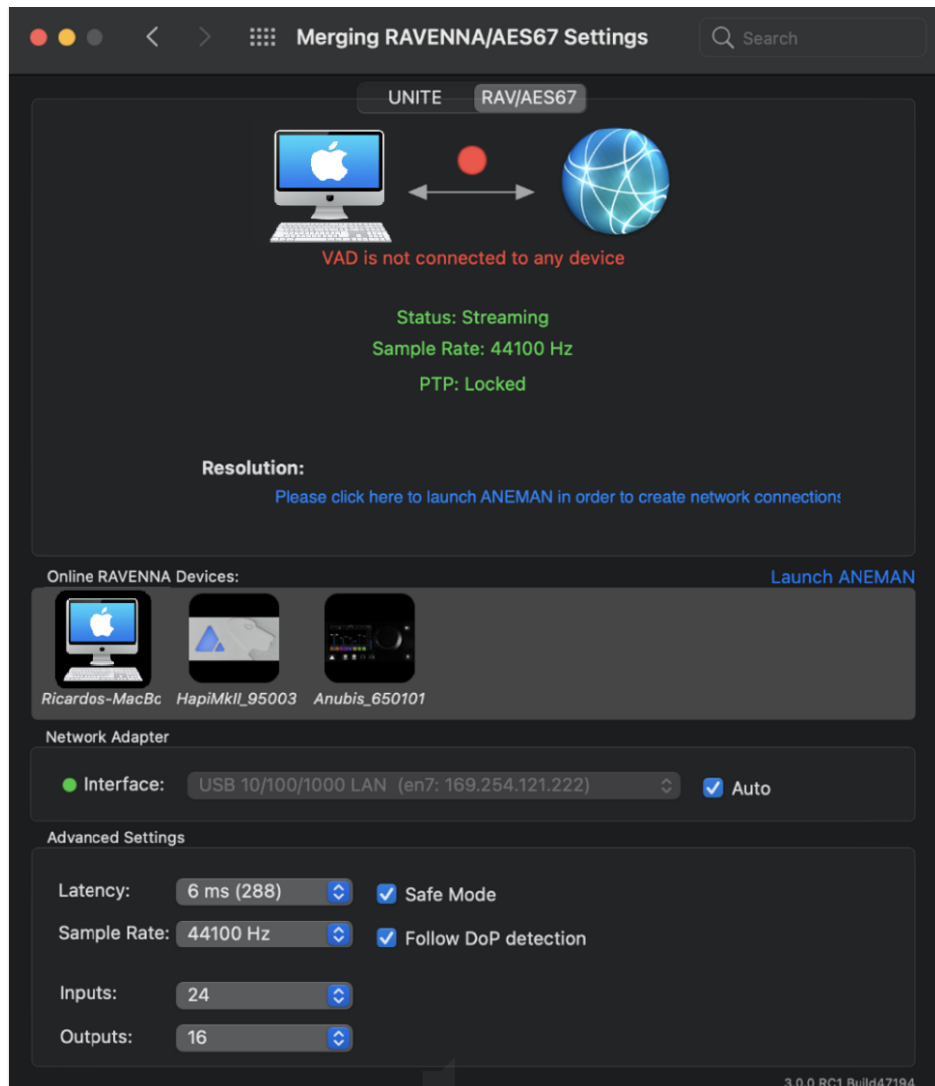 Merging RAVENNA/AES67 Settings
Search
UNITE
RAV/AES67
VAD is not connected to any device
Status: Streaming
Sample Rate: 44100 Hz
PTP: Locked
Resolution:
Please click here to launch ANEMAN in order to create network connections
Online RAVENNA Devices:
Launch ANEMAN
Ricardos-MacBo
HapiMkII_95003
Anubis_650101
Network Adapter
Interface:
USB 10/100/1000 LAN (en7: 169.254.121.222)
Auto
Advanced Settings
Latency:
6 ms (288)
Safe Mode
Sample Rate:
44100 Hz
Follow DoP detection
Inputs:
24
Outputs:
16
3.0.0 RC1 Build47194